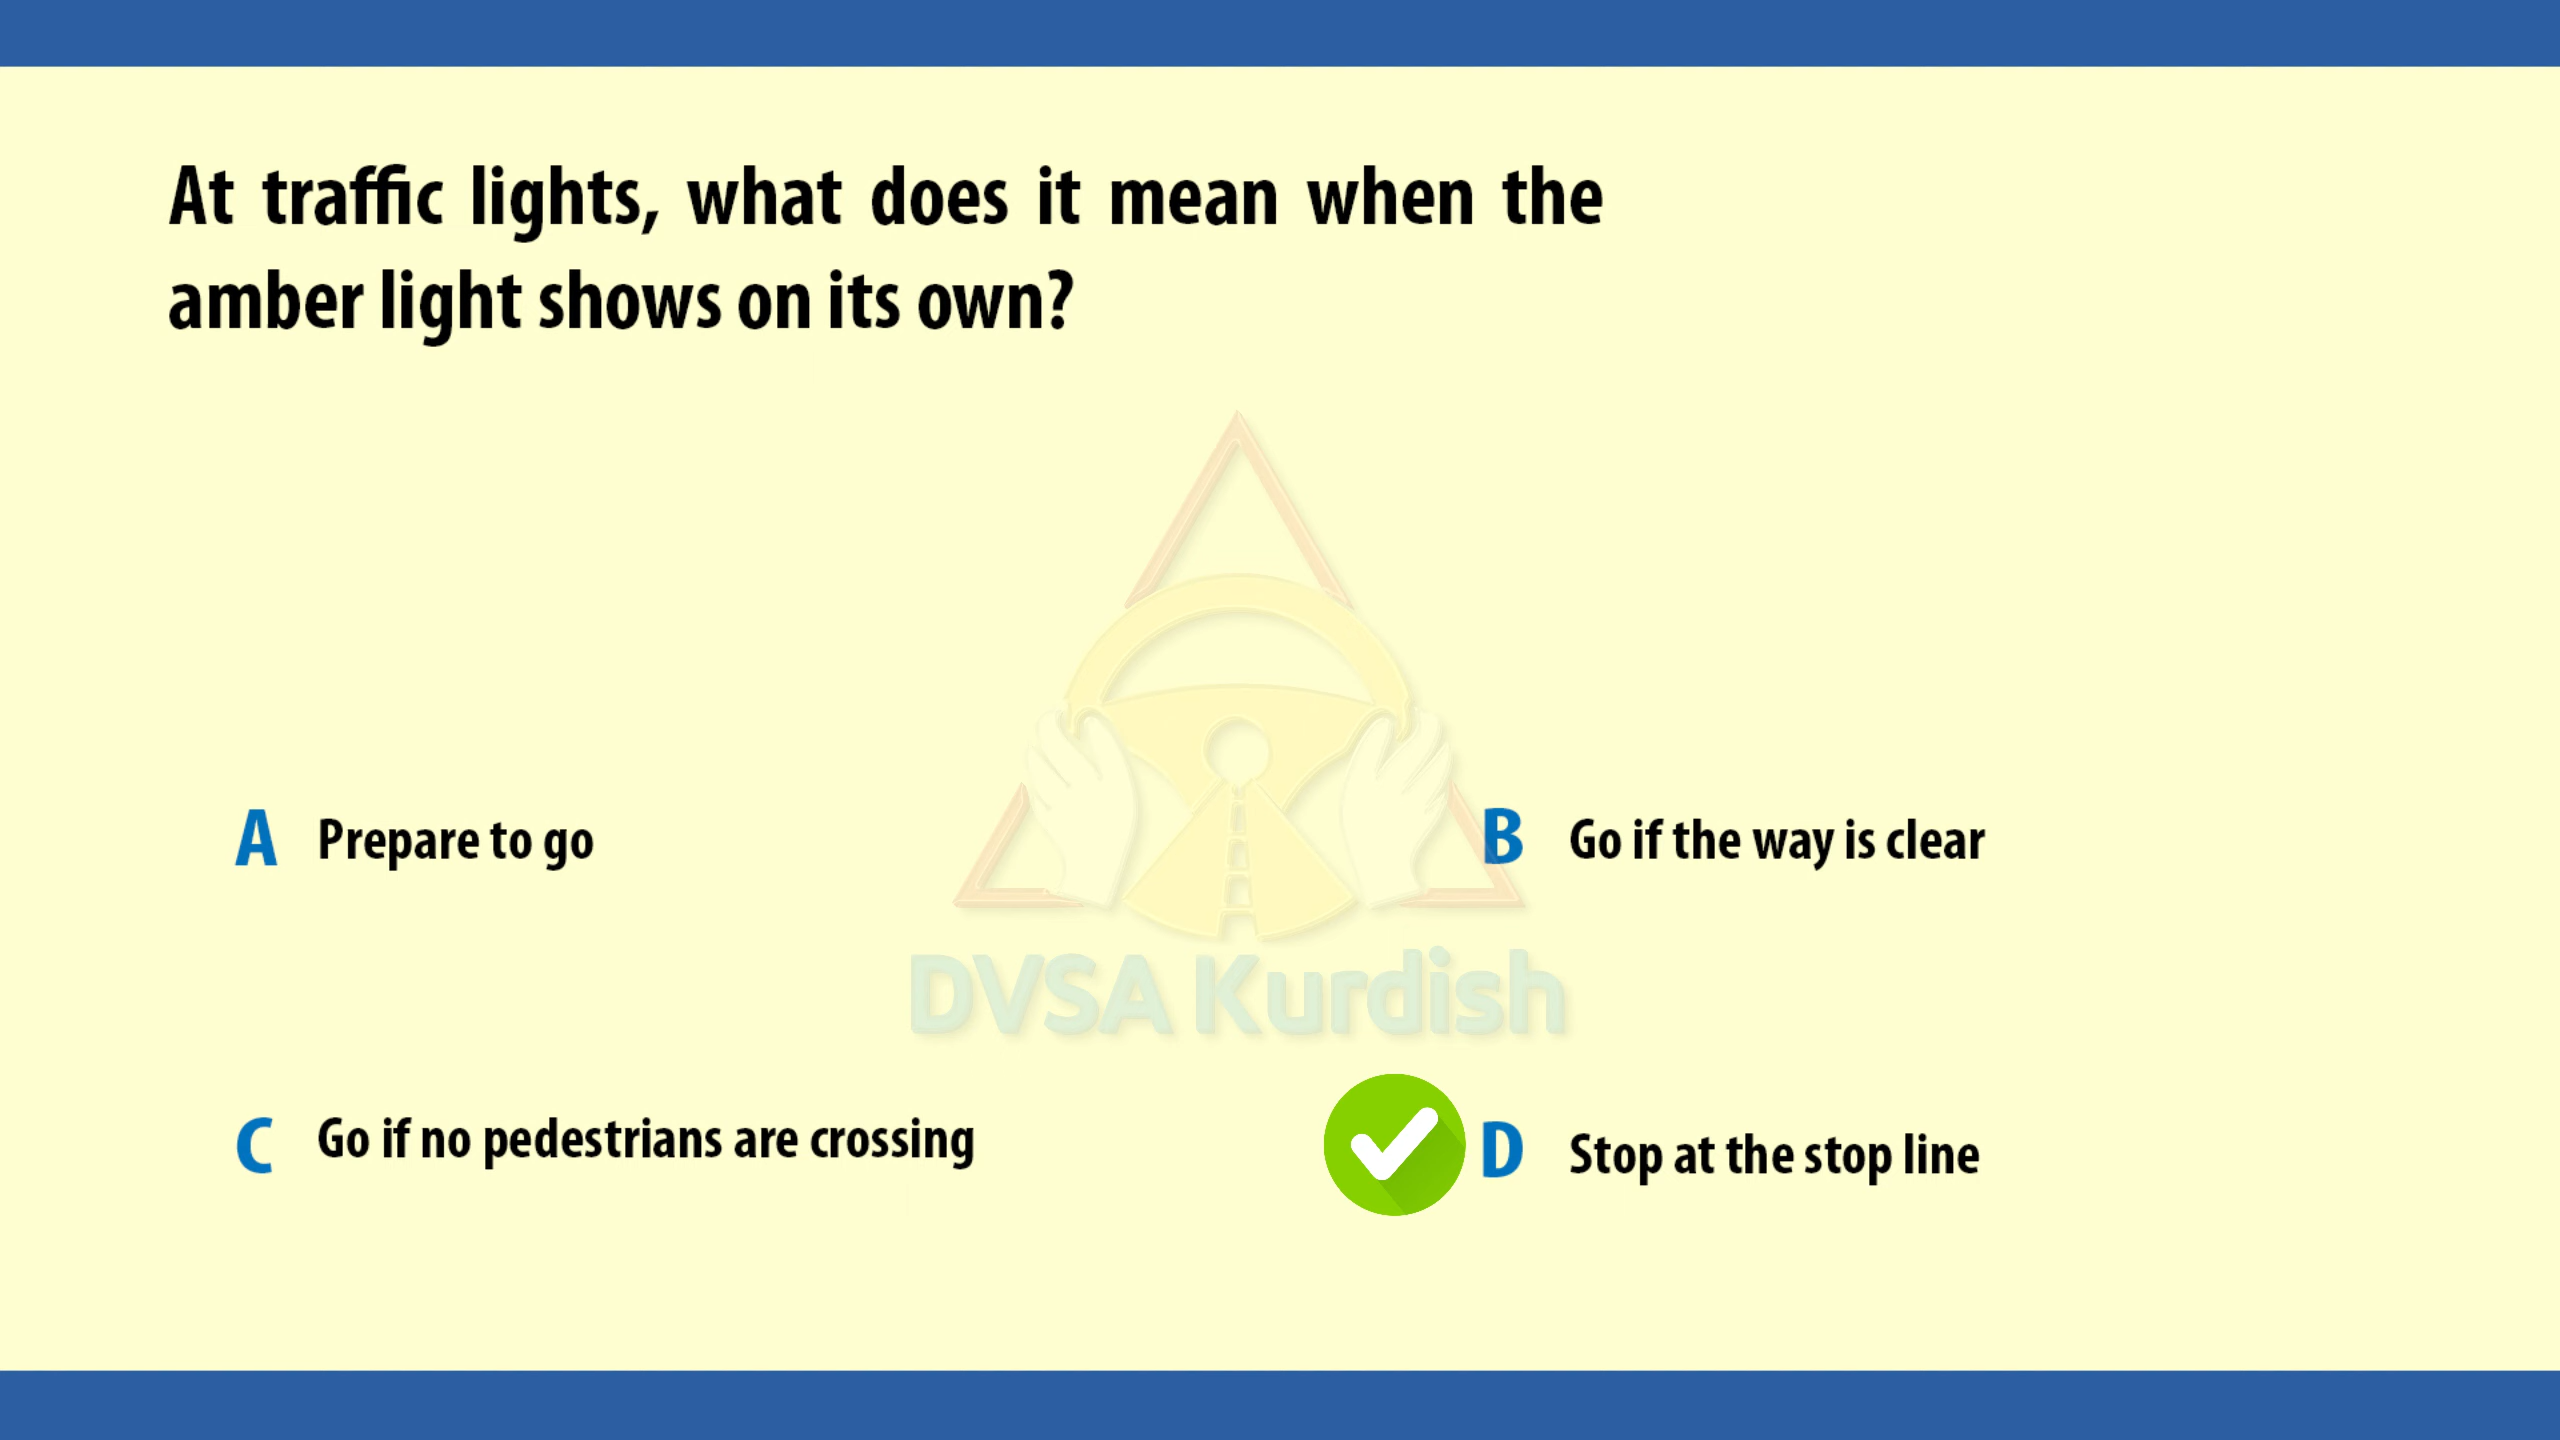 At traffic lights, what does it mean when the
amber light shows on its own?
A Prepare to go
B Go if the way is clear
DVSA Kurdish
C Go if no pedestrians are crossing
D Stop at the stop line